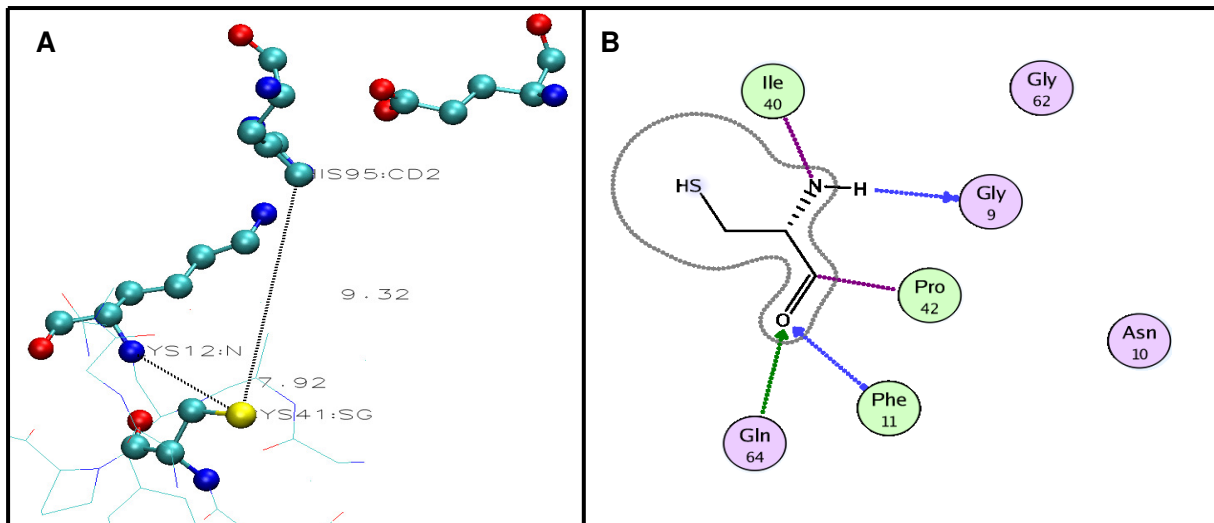 A
IS95:CD2
9.32
YS12:N
7.92
YS41:SG
B
Ile
40
Gly
62
HS
N
H
Gly
9
Pro
42
O
Asn
10
Phe
11
Gln
64